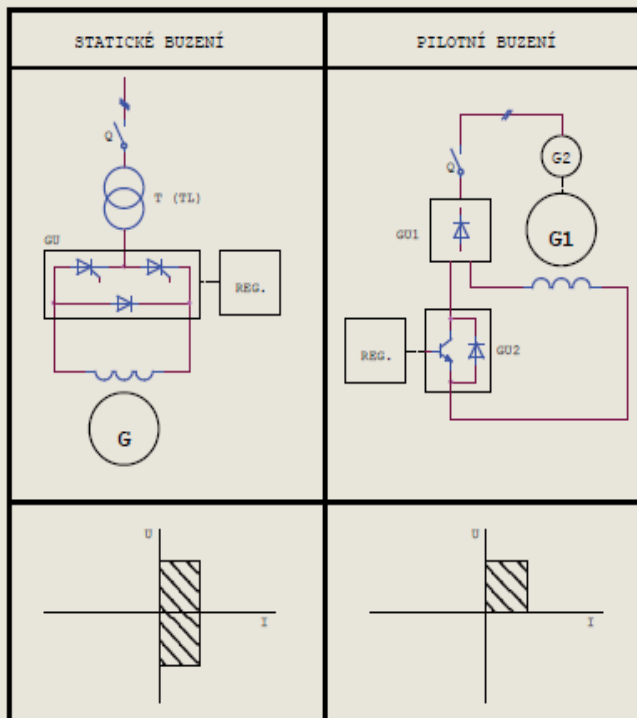 STATICKÉ BUZENÍ
Q
T (TL)
GU
REG.
G
U
I
PILOTNÍ BUZENÍ
G2
Q
G1
GU1
REG.
GU2
U
I